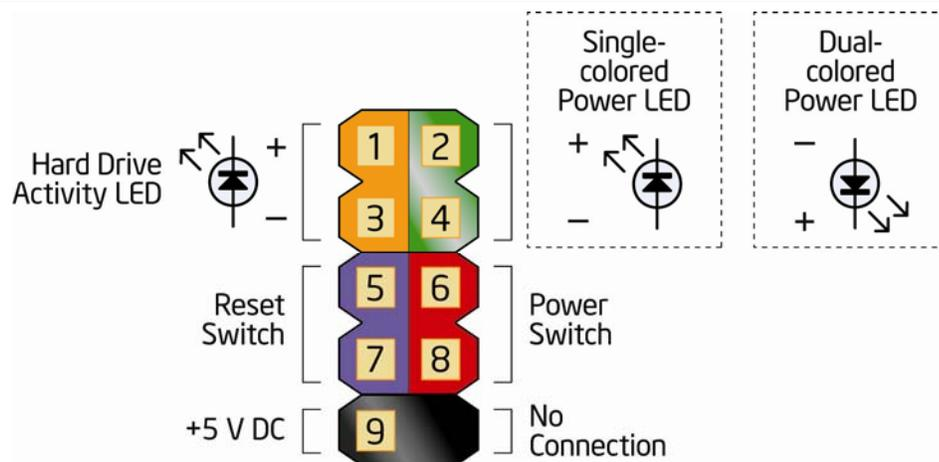 Single-
colored
Power LED
Dual-
colored
Power LED
Hard Drive
Activity LED
+
−
1
2
3
4
+
−
−
+
Reset
Switch
5
6
7
8
Power
Switch
+5 V DC
9
No
Connection